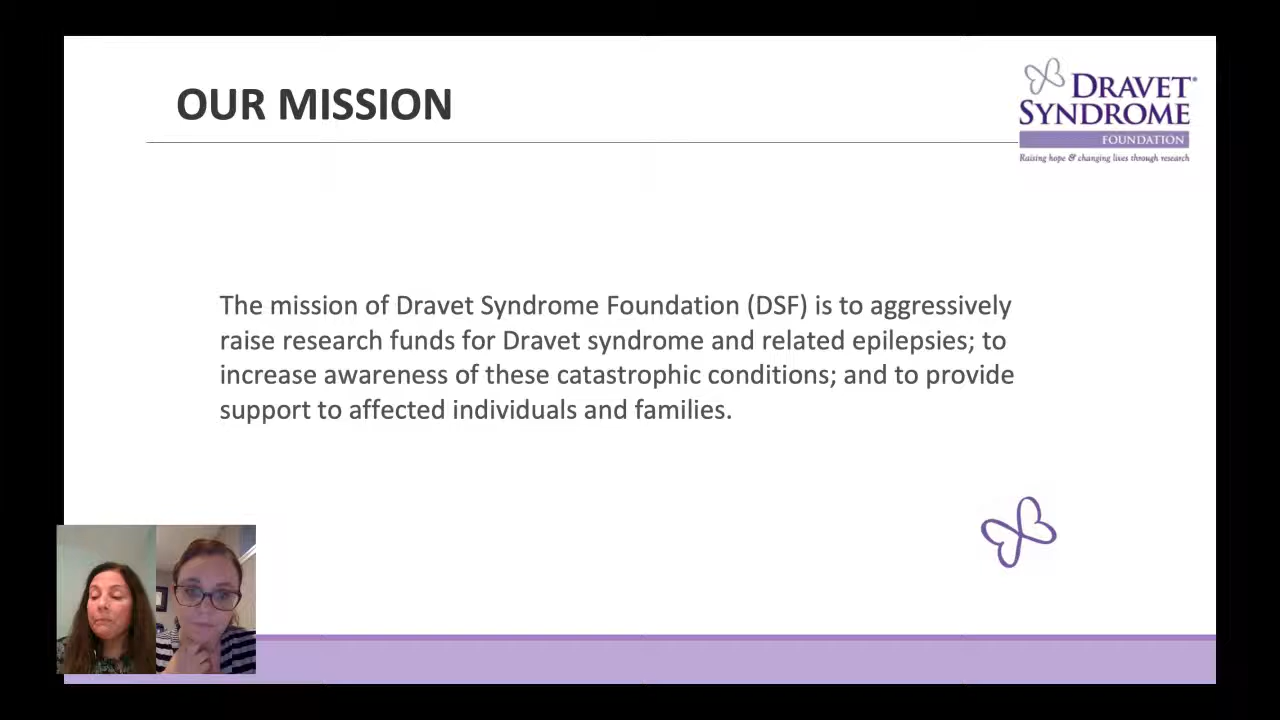 OUR MISSION
DRAVET®
SYNDROME
FOUNDATION
Raising hope & changing lives through research
The mission of Dravet Syndrome Foundation (DSF) is to aggressively
raise research funds for Dravet syndrome and related epilepsies; to
increase awareness of these catastrophic conditions; and to provide
support to affected individuals and families.